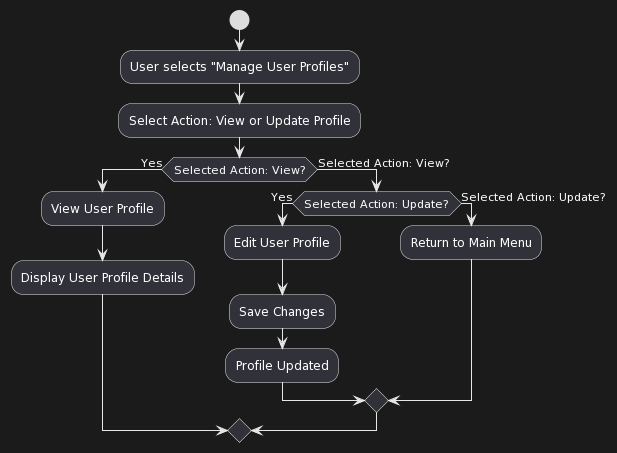 User selects "Manage User Profiles"
Select Action: View or Update Profile
Yes
Selected Action: View?
Selected Action: View?
View User Profile
Yes
Selected Action: Update?
Selected Action: Update?
Edit User Profile
Return to Main Menu
Display User Profile Details
Save Changes
Profile Updated